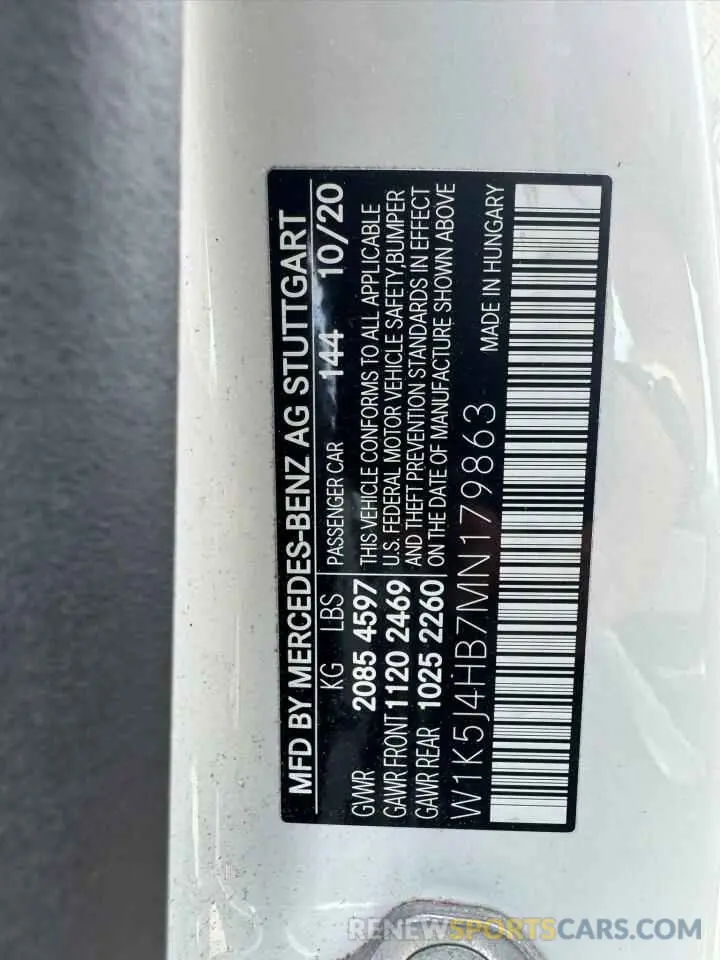 MFD BY MERCEDES-BENZ AG STUTTGART
KG LBS PASSENGER CAR 144 10/20
GVWR 2085 4597 THIS VEHICLE CONFORMS TO ALL APPLICABLE
GAWR FRONT 1120 2469 U.S. FEDERAL MOTOR VEHICLE SAFETY,BUMPER
GAWR REAR 1025 2260 AND THEFT PREVENTION STANDARDS IN EFFECT
ON THE DATE OF MANUFACTURE SHOWN ABOVE
W1K5J4HB7MN179863 MADE IN HUNGARY
RENEWSPORTSCARS.COM